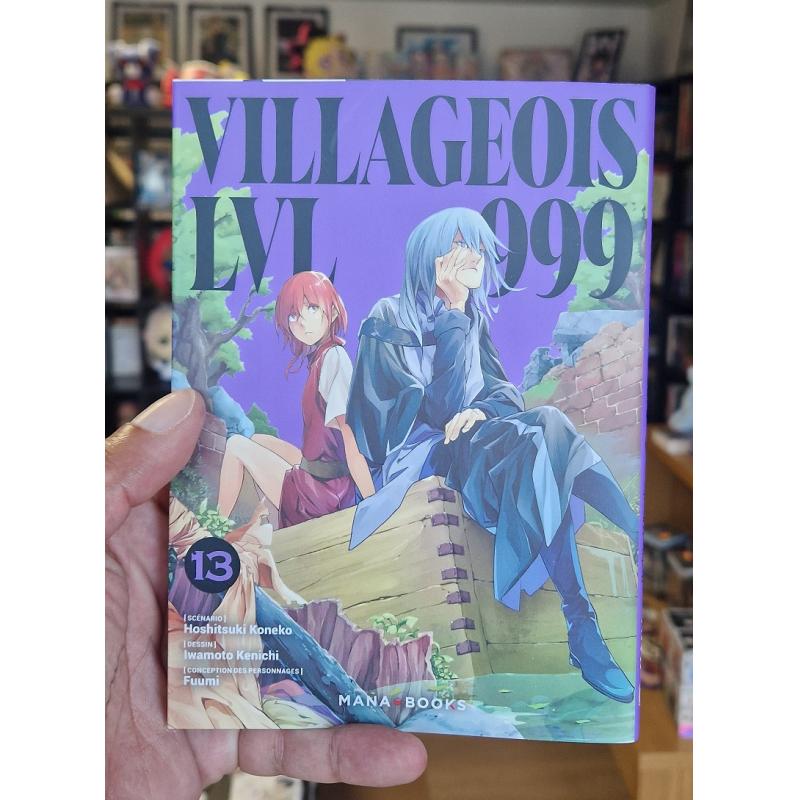 VILLAGEOIS
LVL 999
13
[SCÉNARIO]
Hoshitsuki Koneko
[DESSIN]
Iwamoto Kenichi
[CONCEPTION DES PERSONNAGES]
Fuumi
MANA BOOKS